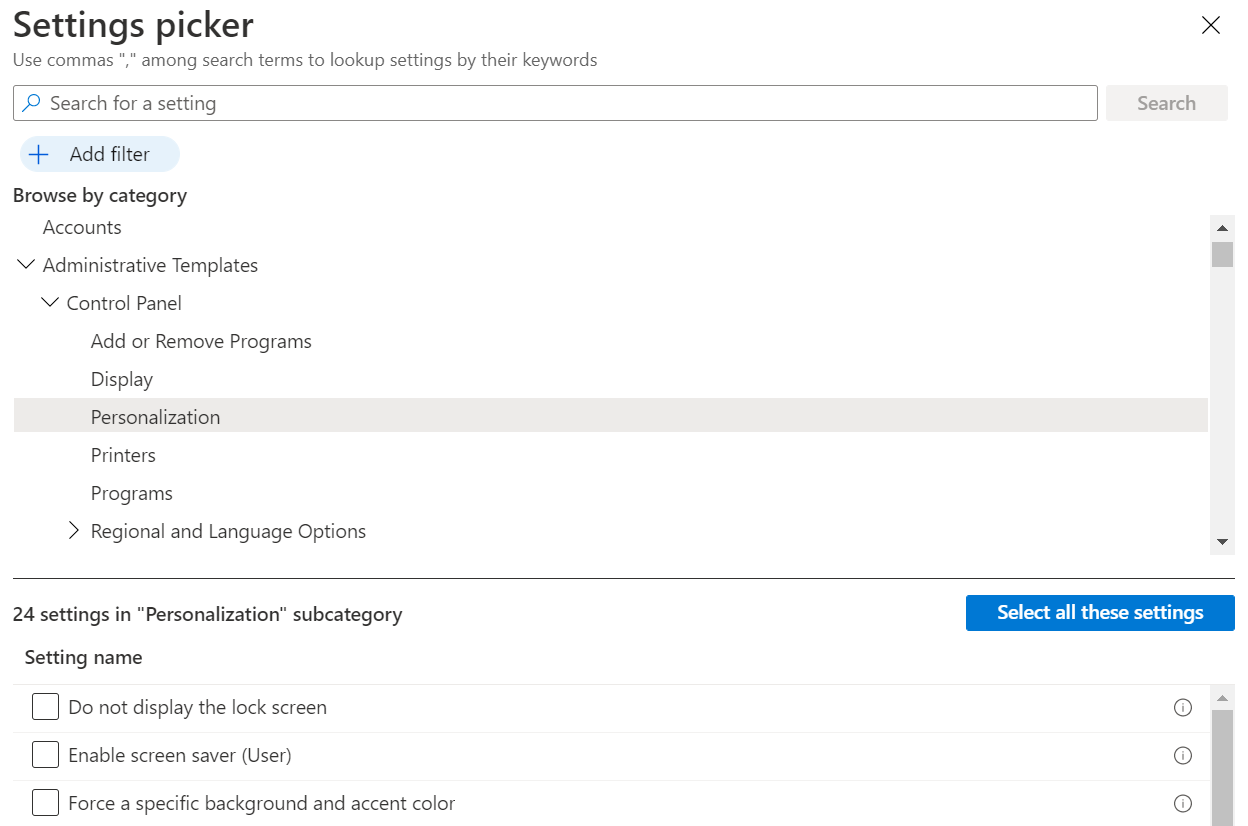 Settings picker
Use commas "," among search terms to lookup settings by their keywords
Search for a setting
Search
Add filter
Browse by category
Accounts
Administrative Templates
Control Panel
Add or Remove Programs
Display
Personalization
Printers
Programs
Regional and Language Options
24 settings in "Personalization" subcategory
Select all these settings
Setting name
Do not display the lock screen
Enable screen saver (User)
Force a specific background and accent color